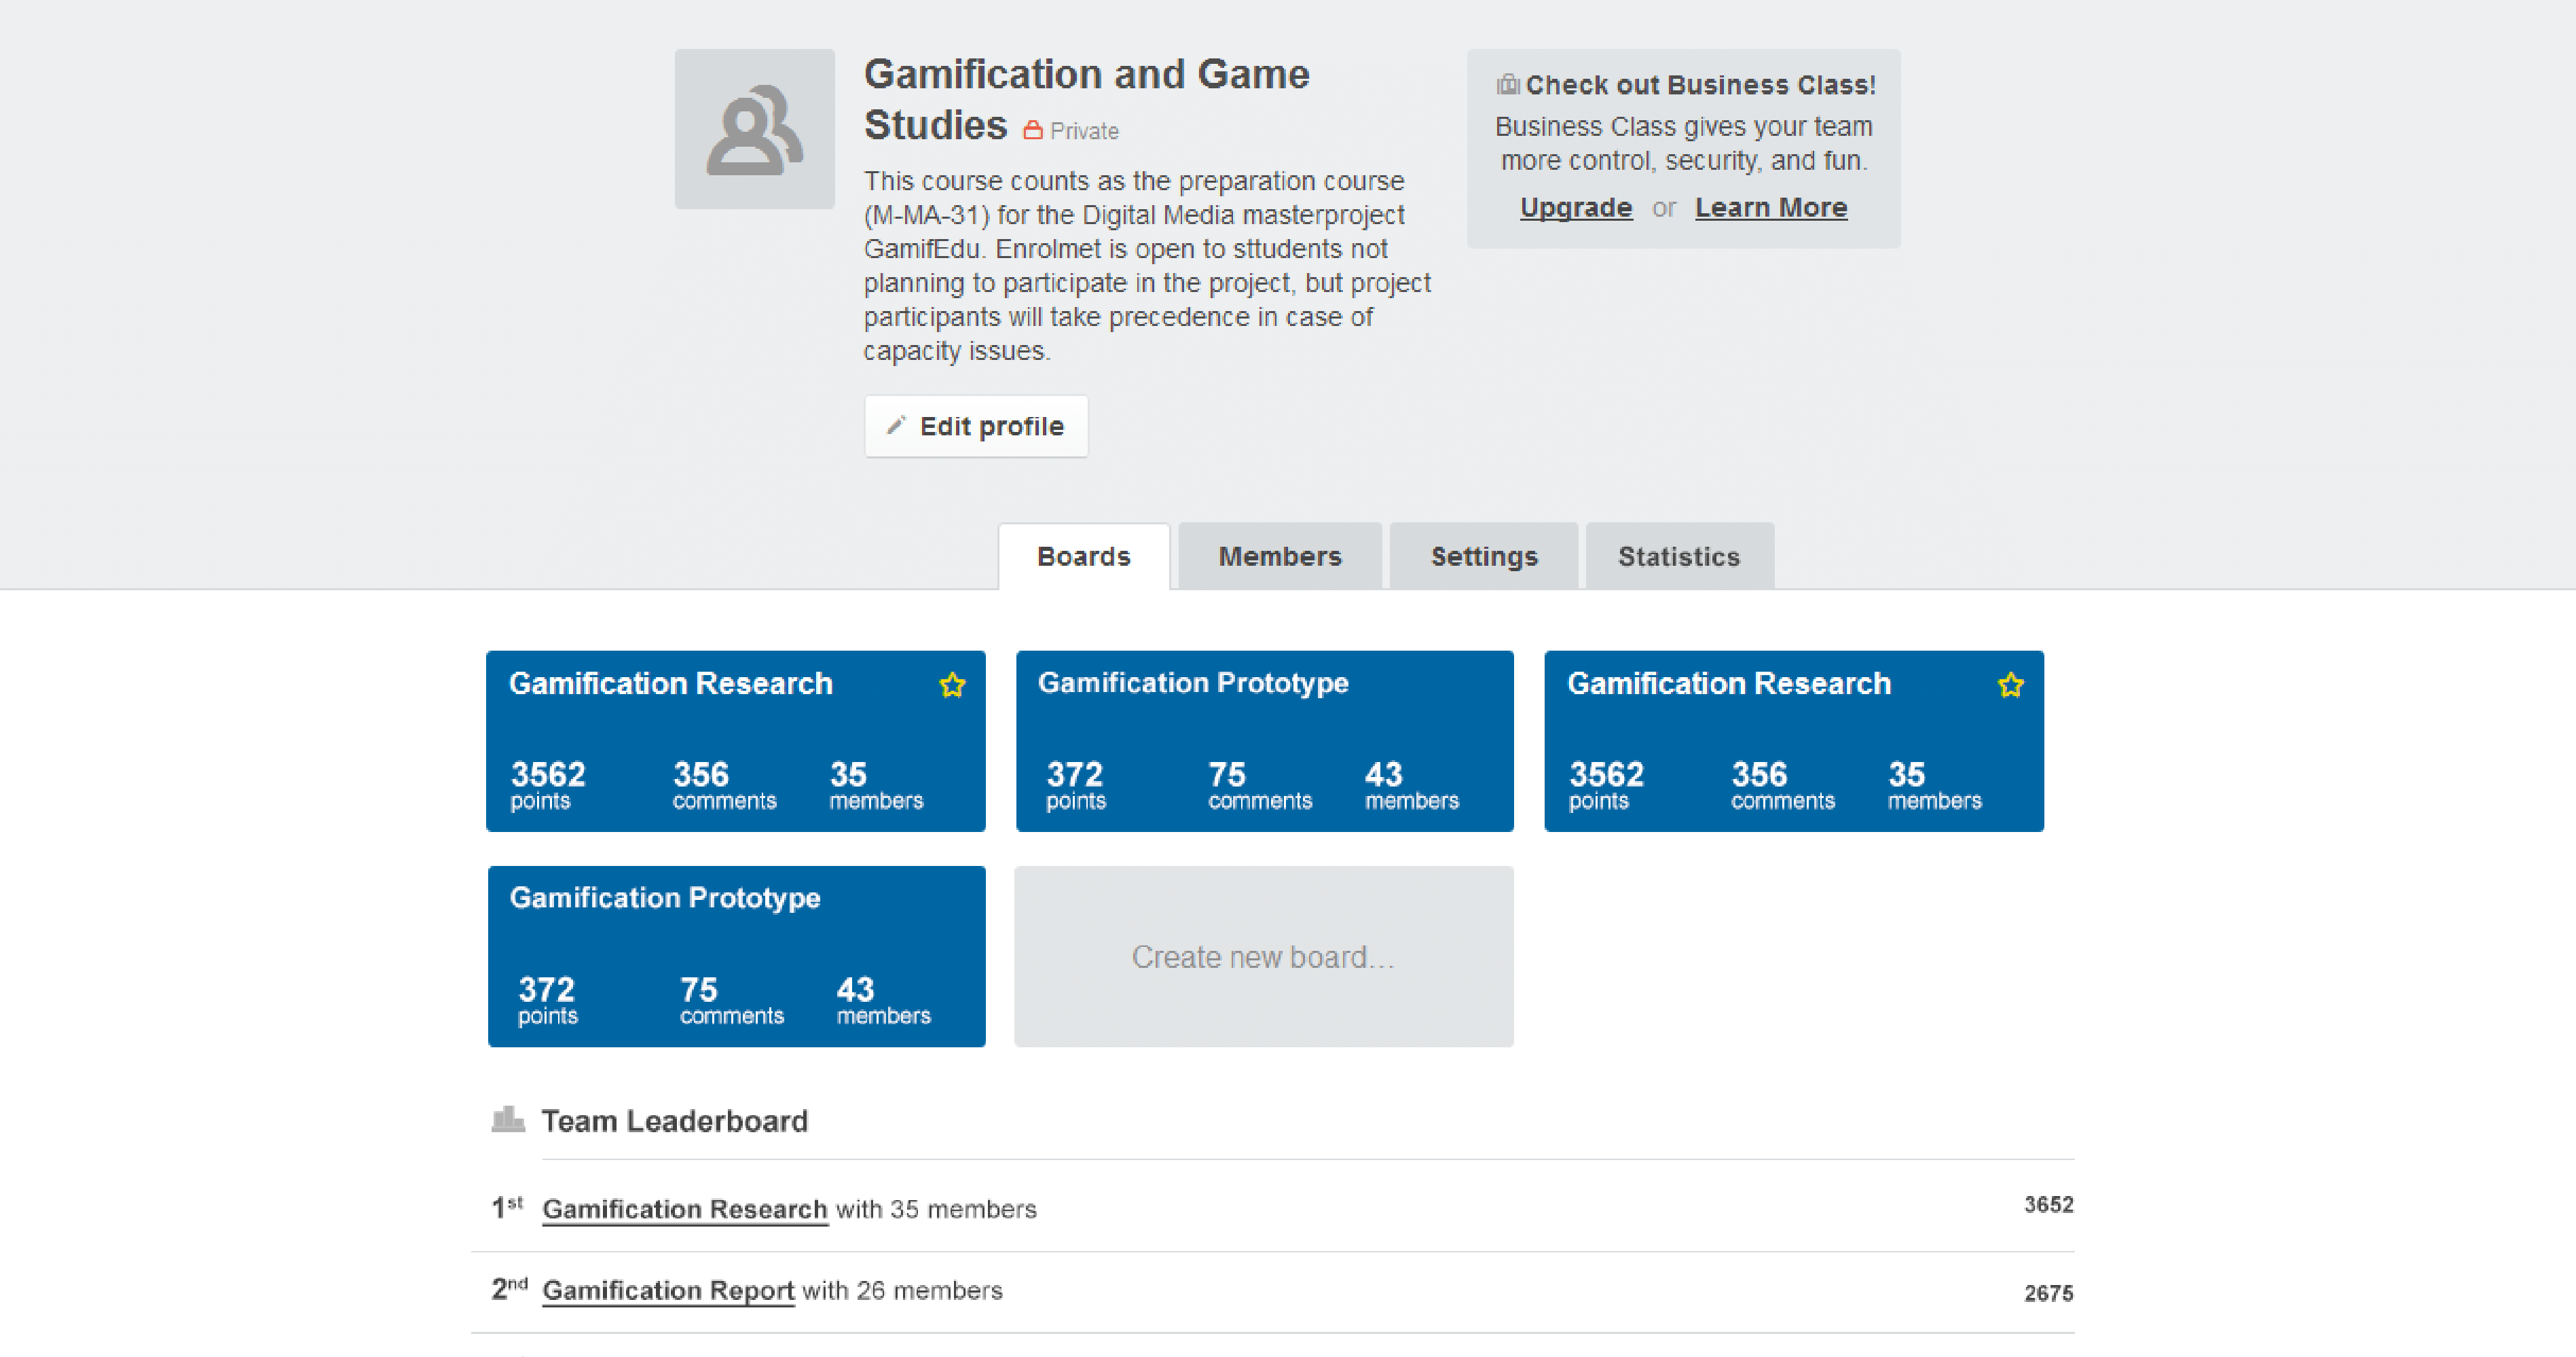 Gamification and Game
Studies Private
This course counts as the preparation course
(M-MA-31) for the Digital Media masterproject
GamifEdu. Enrolmet is open to sttudents not
planning to participate in the project, but project
participants will take precedence in case of
capacity issues.
Edit profile
Check out Business Class!
Business Class gives your team
more control, security, and fun.
Upgrade or Learn More
Boards Members Settings Statistics
Gamification Research
3562 356 35
points comments members
Gamification Prototype
372 75 43
points comments members
Gamification Research
3562 356 35
points comments members
Gamification Prototype
372 75 43
points comments members
Create new board...
Team Leaderboard
1st Gamification Research with 35 members 3652
2nd Gamification Report with 26 members 2675